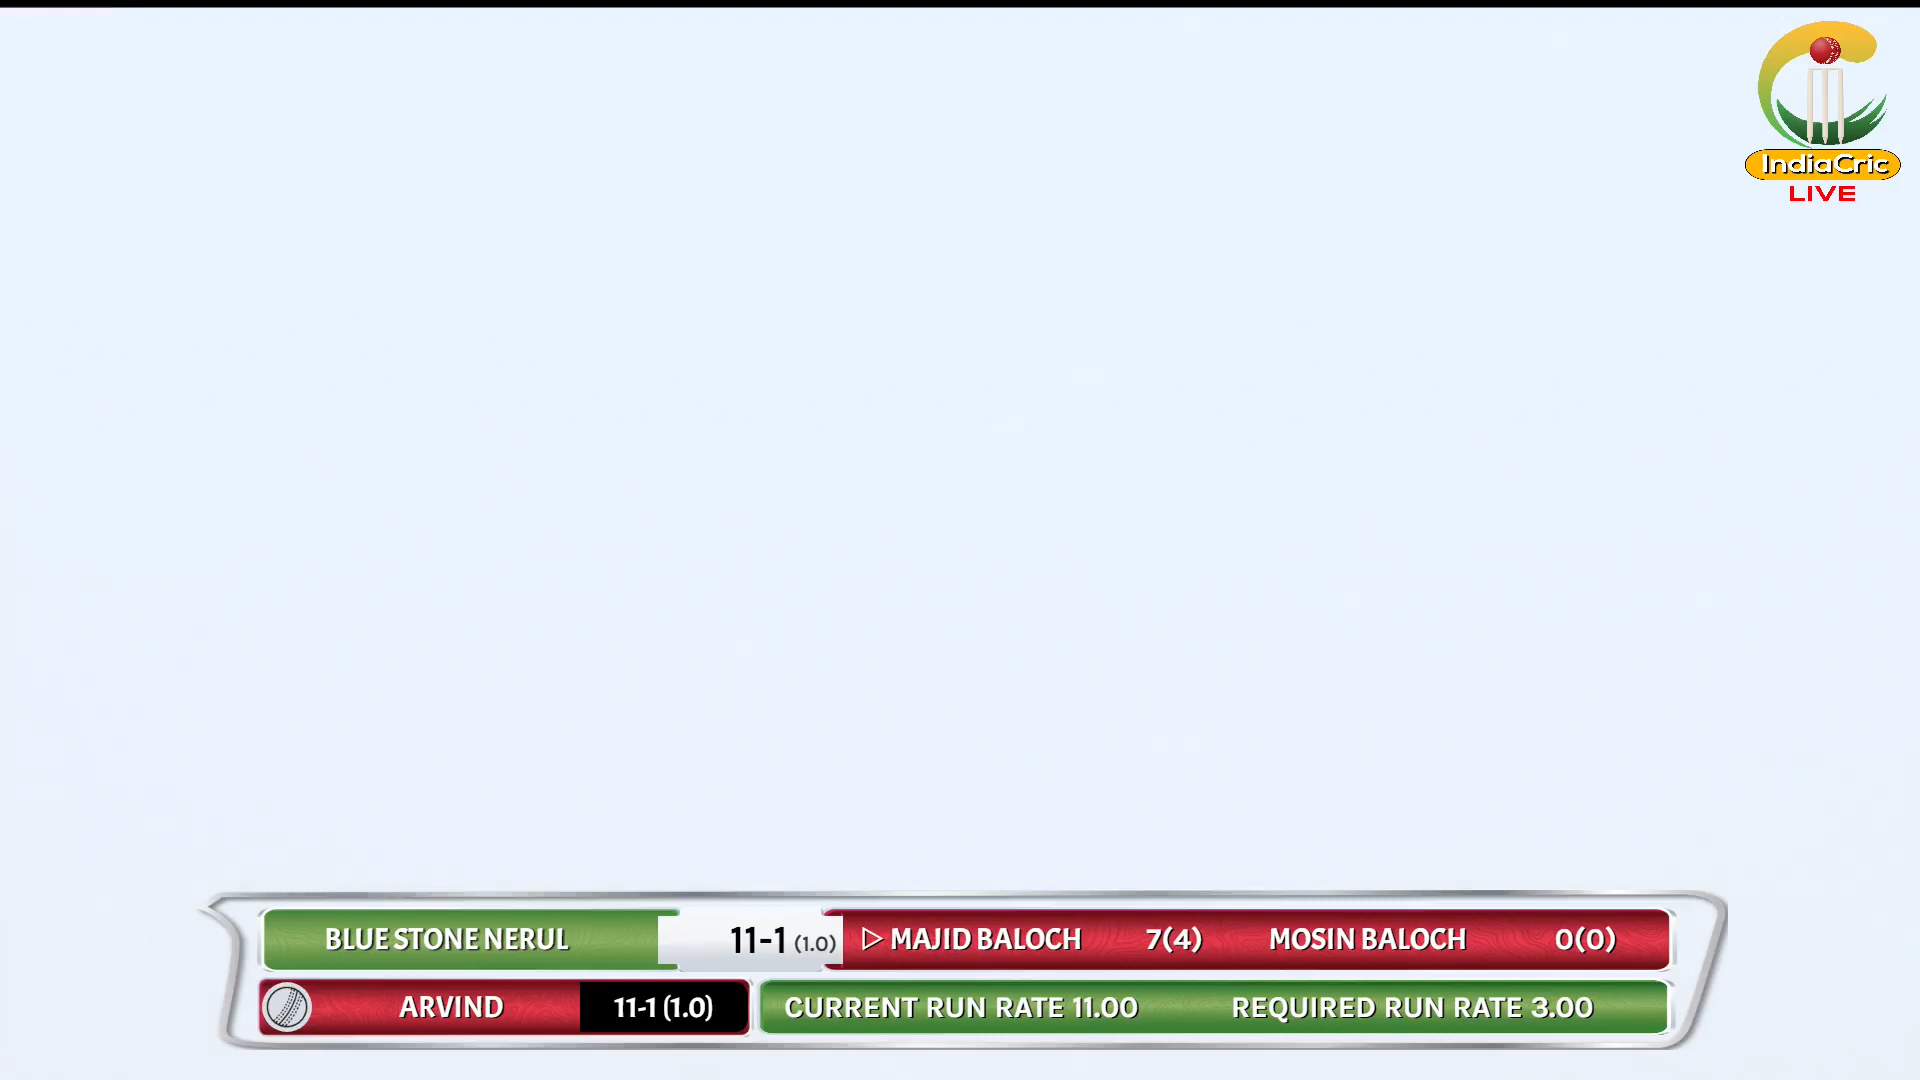 IndiaCric
LIVE
BLUE STONE NERUL 11-1 (1.0) ▷ MAJID BALOCH 7(4) MOSIN BALOCH 0(0)
ARVIND 11-1 (1.0) CURRENT RUN RATE 11.00 REQUIRED RUN RATE 3.00